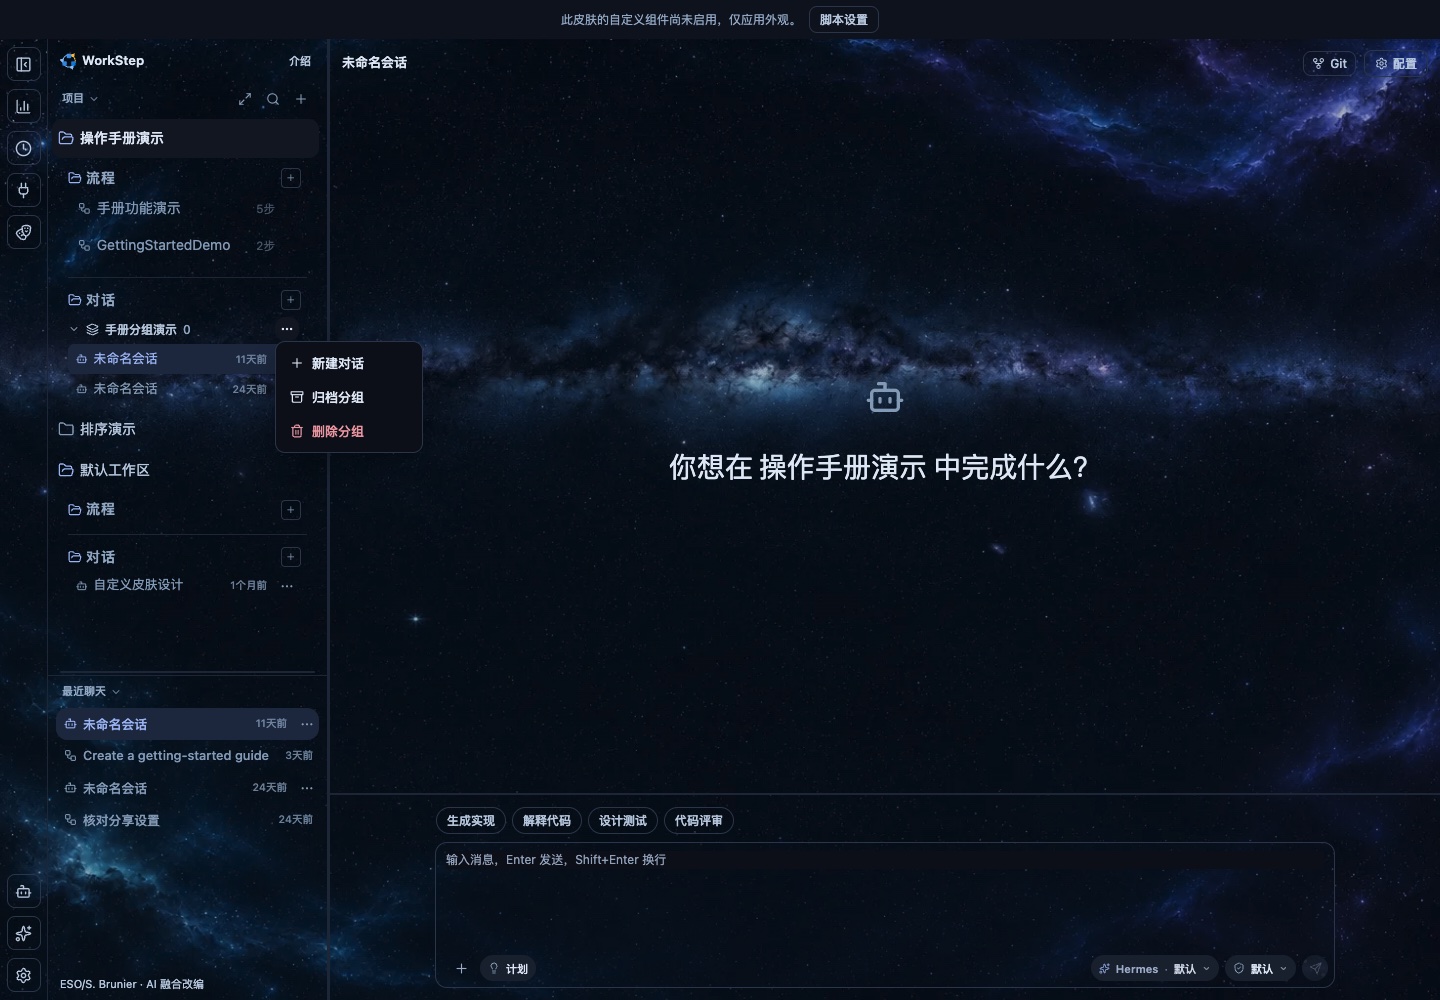 此皮肤的自定义组件尚未启用，仅应用外观。 脚本设置
WorkStep 介绍
未命名会话
Git 配置
项目
操作手册演示
流程
手册功能演示 5步
GettingStartedDemo 2步
对话
手册分组演示 0
未命名会话 11天前
未命名会话 24天前
新建对话
归档分组
删除分组
排序演示
默认工作区
流程
对话
自定义皮肤设计 1个月前
最近聊天
未命名会话 11天前
Create a getting-started guide 3天前
未命名会话 24天前
核对分享设置 24天前
ESO/S. Brunier · AI 融合改编
你想在 操作手册演示 中完成什么？
生成实现 解释代码 设计测试 代码评审
输入消息，Enter 发送，Shift+Enter 换行
计划 Hermes · 默认 默认